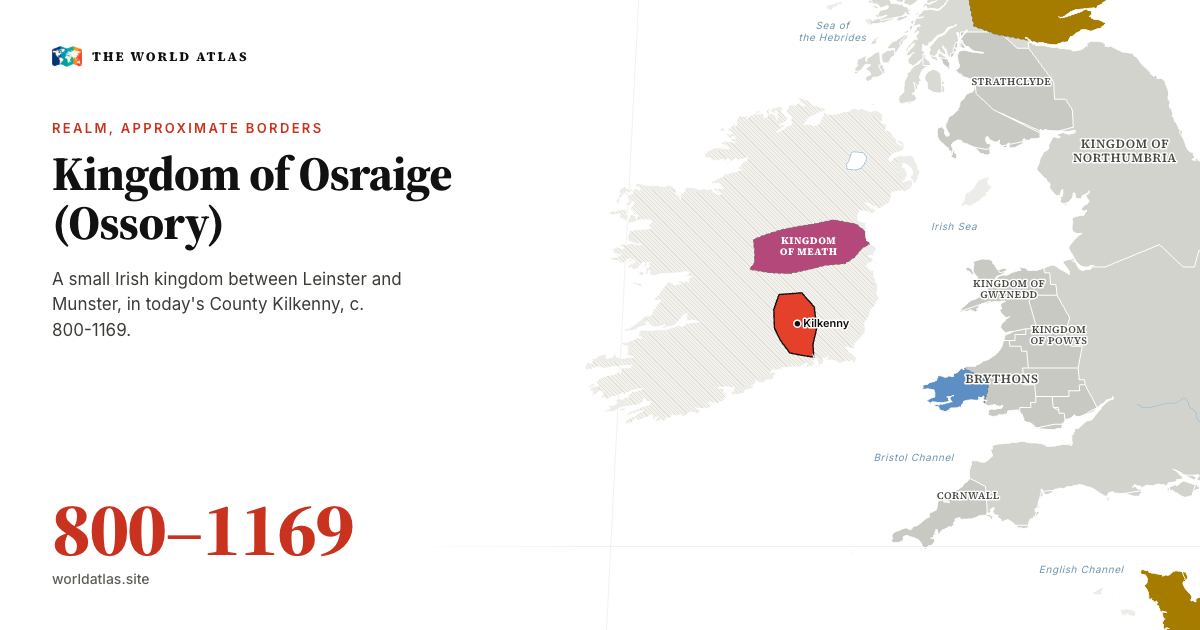 THE WORLD ATLAS
REALM, APPROXIMATE BORDERS
Kingdom of Osraige
(Ossory)
A small Irish kingdom between Leinster and
Munster, in today's County Kilkenny, c.
800-1169.
800–1169
worldatlas.site
Sea of
the Hebrides
STRATHCLYDE
KINGDOM OF
NORTHUMBRIA
Irish Sea
KINGDOM
OF MEATH
KINGDOM OF
GWYNEDD
Kilkenny
KINGDOM
OF POWYS
BRYTHONS
Bristol Channel
CORNWALL
English Channel